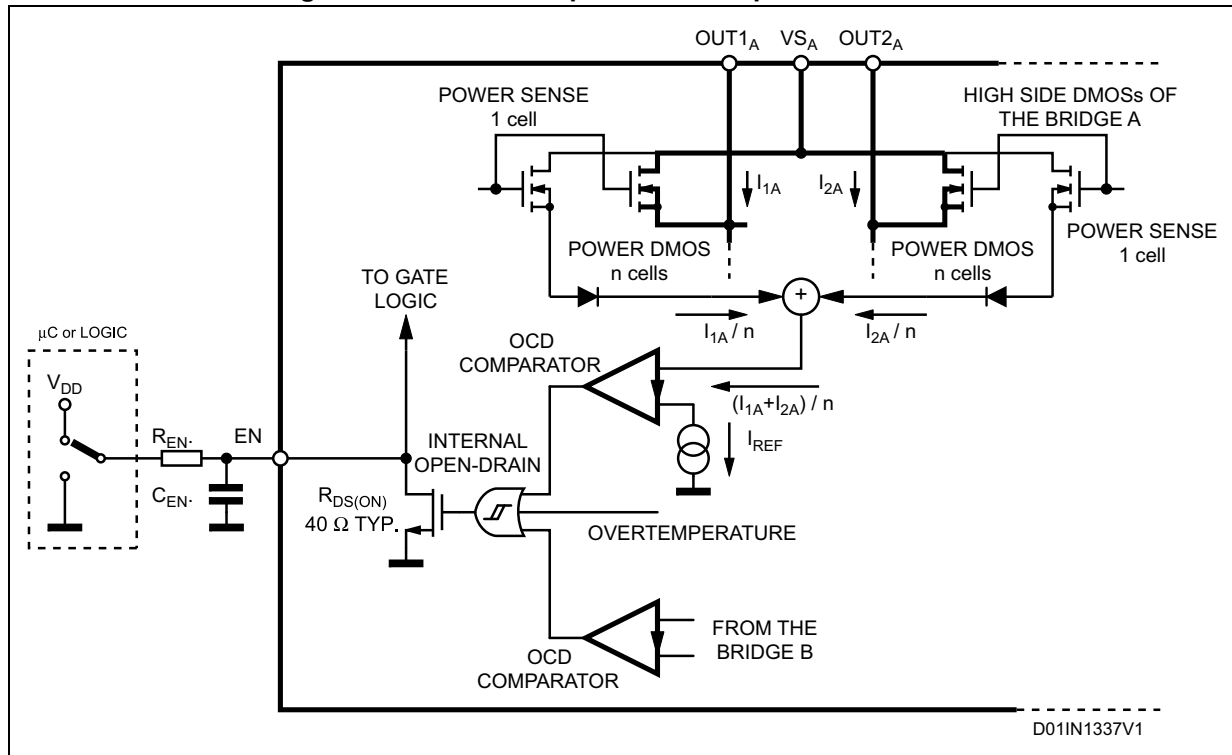 OUT1A VSA OUT2A
POWER SENSE
1 cell
HIGH SIDE DMOSs OF
THE BRIDGE A
I1A
I2A
POWER SENSE
1 cell
POWER DMOS
n cells
POWER DMOS
n cells
TO GATE
LOGIC
+
I1A / n
I2A / n
μC or LOGIC
OCD
COMPARATOR
VDD
(I1A+I2A) / n
IREF
REN.
EN
INTERNAL
OPEN-DRAIN
CEN.
RDS(ON)
40 Ω TYP.
OVERTEMPERATURE
FROM THE
BRIDGE B
OCD
COMPARATOR
D01IN1337V1